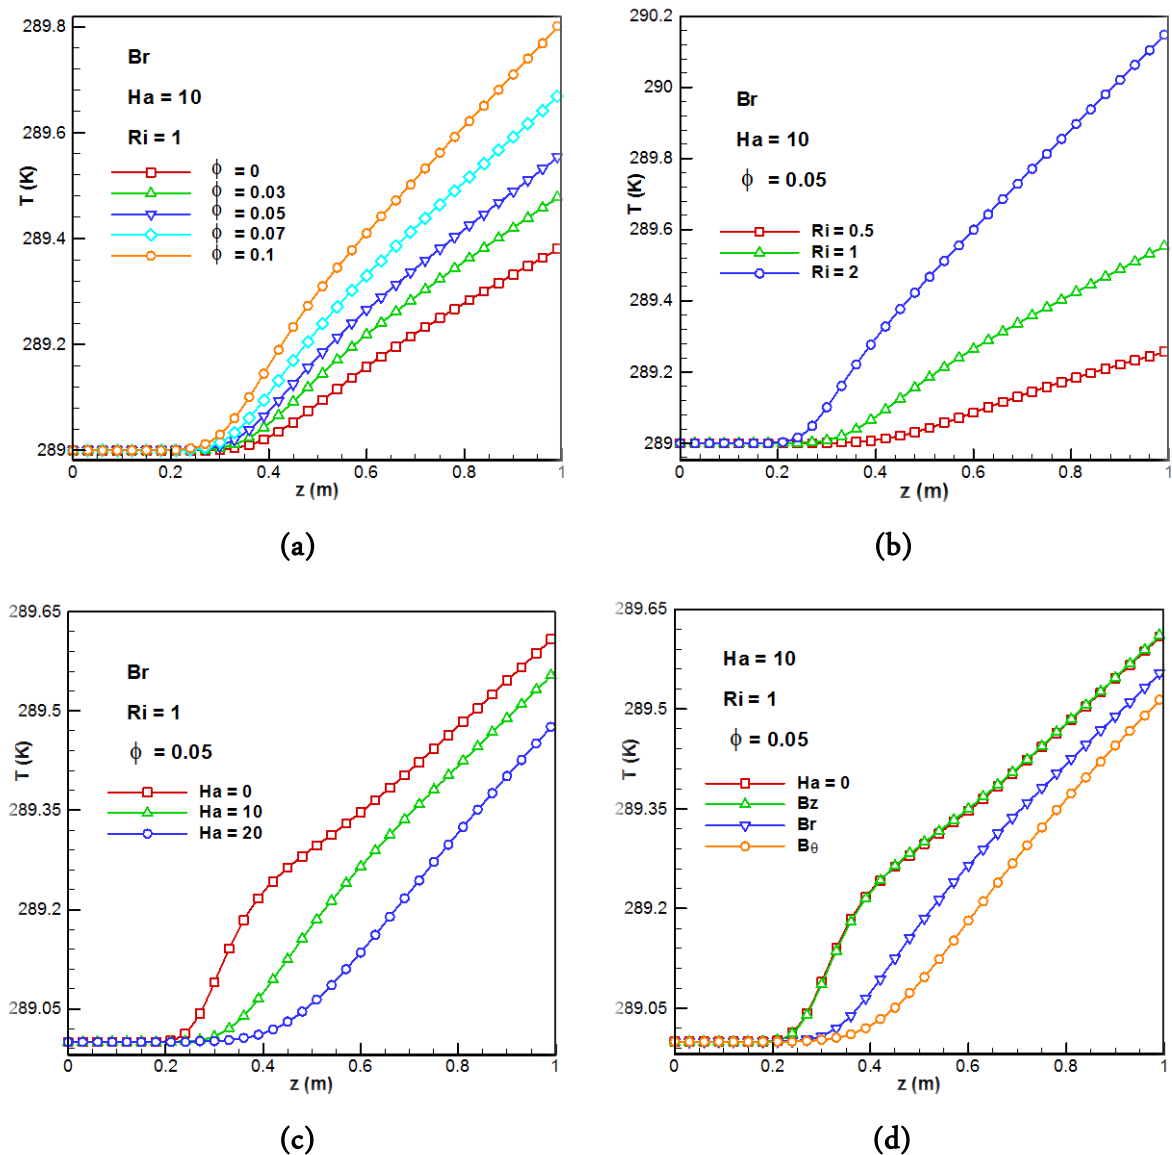 289.8
289.6
289.4
289.2
289
T (K)
Br
Ha = 10
Ri = 1
ϕ = 0
ϕ = 0.03
ϕ = 0.05
ϕ = 0.07
ϕ = 0.1
0 0.2 0.4 0.6 0.8 1
z (m)
(a)
290.2
290
289.8
289.6
289.4
289.2
289
T (K)
Br
Ha = 10
ϕ = 0.05
Ri = 0.5
Ri = 1
Ri = 2
0 0.2 0.4 0.6 0.8 1
z (m)
(b)
289.65
289.5
289.35
289.2
289.05
T (K)
Br
Ri = 1
ϕ = 0.05
Ha = 0
Ha = 10
Ha = 20
0 0.2 0.4 0.6 0.8 1
z (m)
(c)
289.65
289.5
289.35
289.2
289.05
T (K)
Ha = 10
Ri = 1
ϕ = 0.05
Ha = 0
Bz
Br
Bθ
0 0.2 0.4 0.6 0.8 1
z (m)
(d)